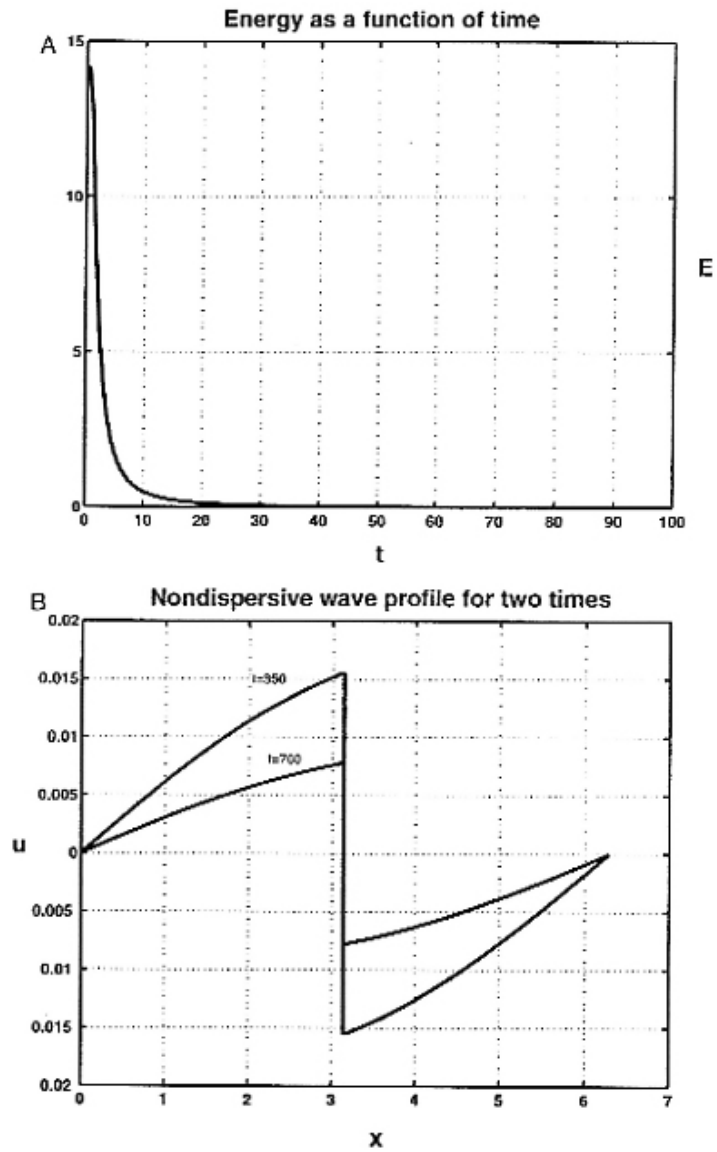 A
Energy as a function of time
15
10
5
0
0 10 20 30 40 50 60 70 80 90 100
t
E
B
Nondispersive wave profile for two times
0.02
0.015
0.01
0.005
0
0.005
0.01
0.015
0.02
t=350
t=700
u
0 1 2 3 4 5 6 7
x